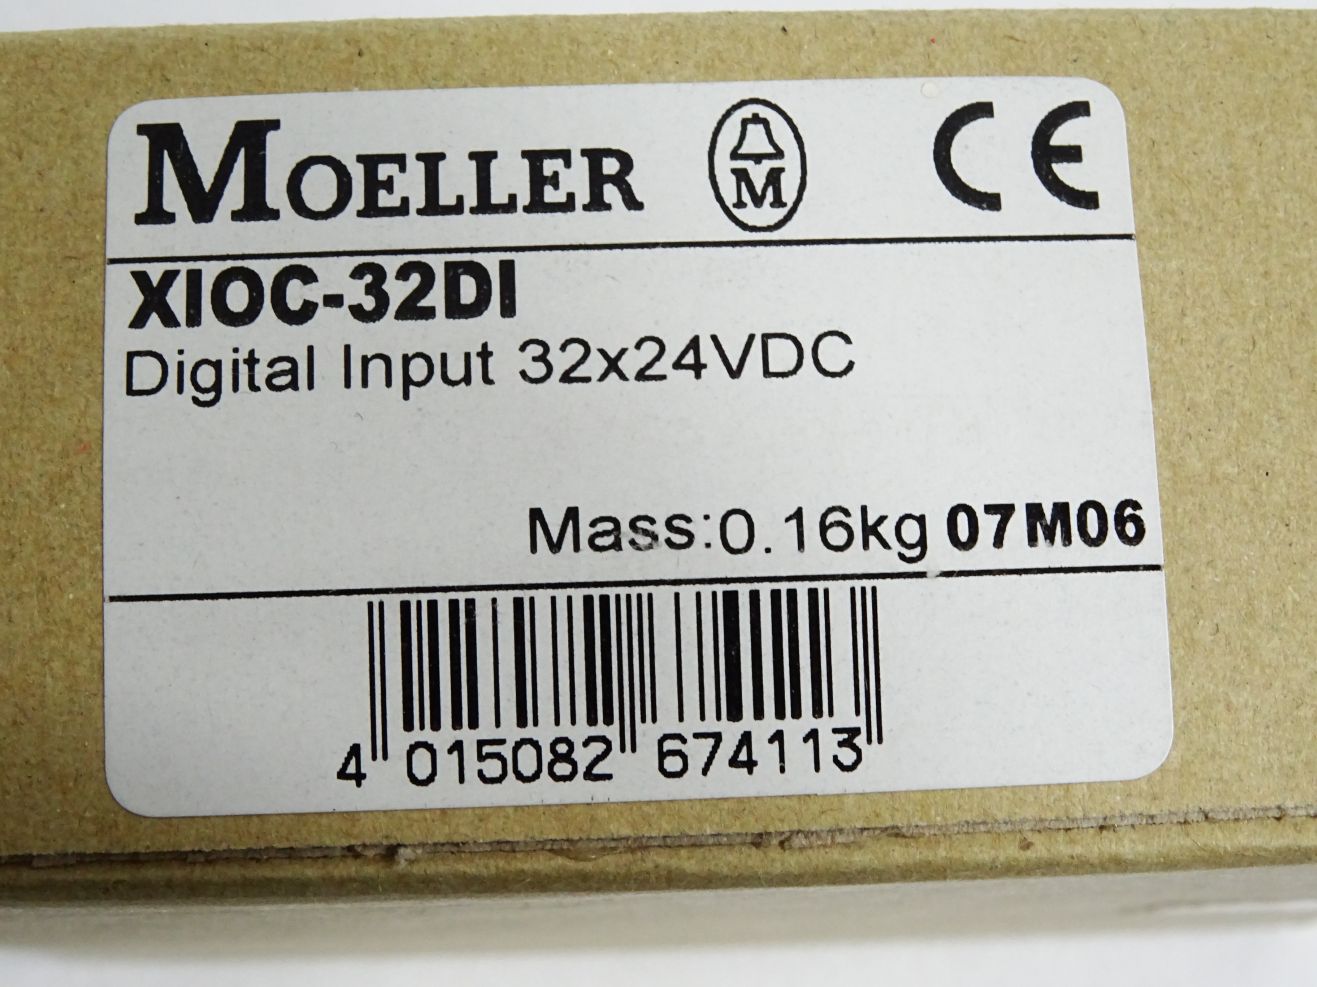 MOELLER M CE
XIOC-32DI
Digital Input 32x24VDC
Mass:0.16kg 07M06
4 015082 674113